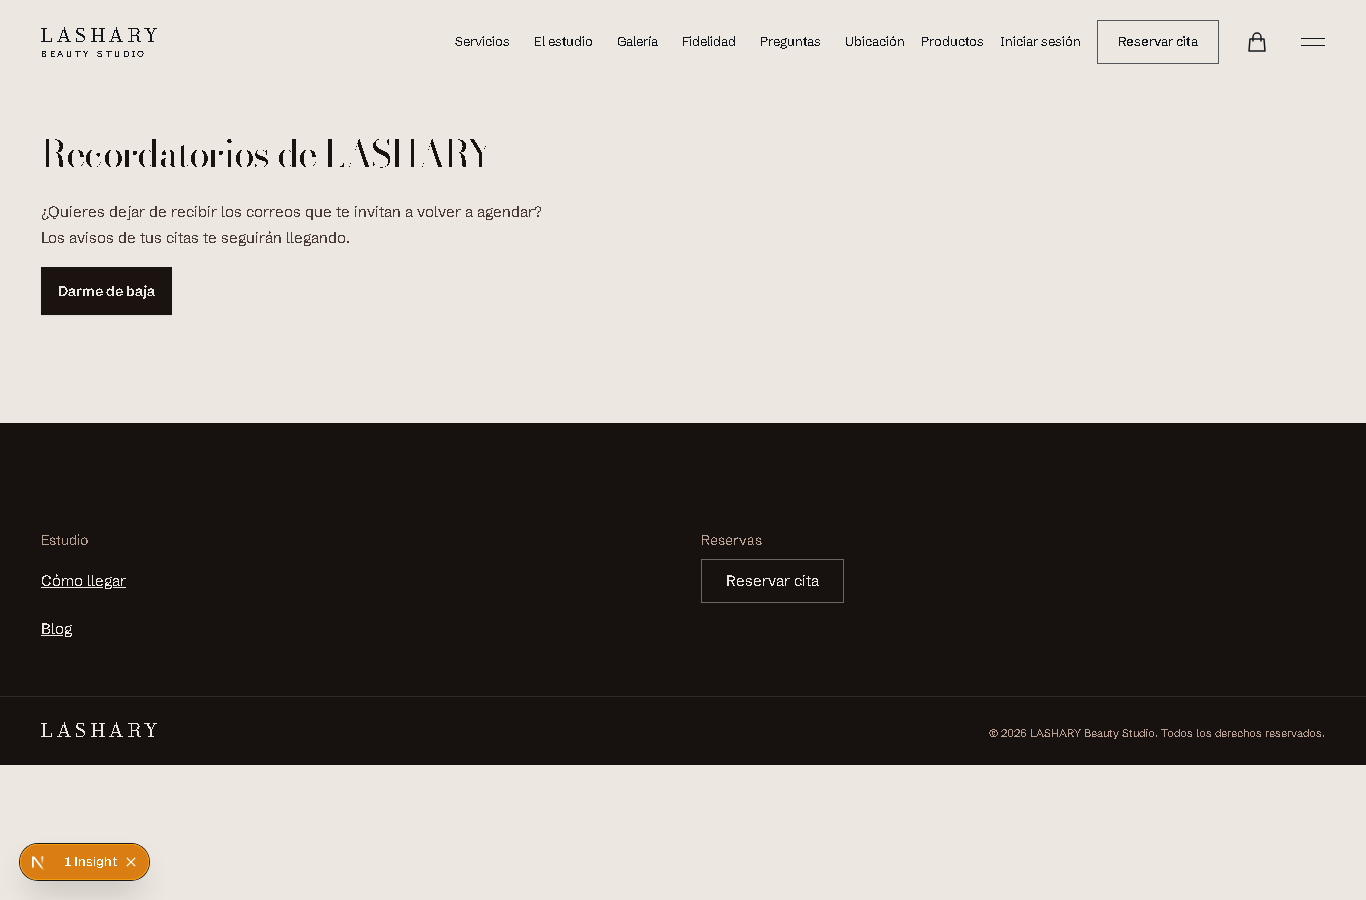 LASHARY
BEAUTY STUDIO
Servicios
El estudio
Galería
Fidelidad
Preguntas
Ubicación
Productos
Iniciar sesión
Reservar cita
Recordatorios de LASHARY
¿Quieres dejar de recibir los correos que te invitan a volver a agendar?
Los avisos de tus citas te seguirán llegando.
Darme de baja
Estudio
Cómo llegar
Blog
Reservas
Reservar cita
LASHARY
© 2026 LASHARY Beauty Studio. Todos los derechos reservados.
N
1 Insight